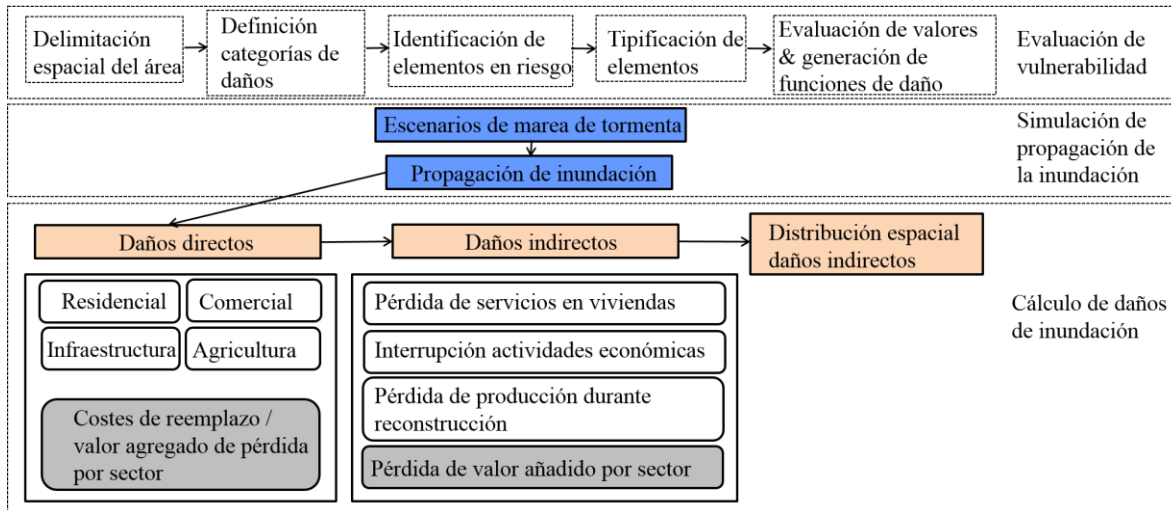 Delimitación
espacial del área
Definición
categorías de
daños
Identificación de
elementos en riesgo
Tipificación de
elementos
Evaluación de valores
& generación de
funciones de daño
Evaluación de
vulnerabilidad
Escenarios de marea de tormenta
Propagación de inundación
Simulación de
propagación de
la inundación
Daños directos
Daños indirectos
Distribución espacial
daños indirectos
Residencial
Comercial
Infraestructura
Agricultura
Costes de reemplazo /
valor agregado de pérdida
por sector
Pérdida de servicios en viviendas
Interrupción actividades económicas
Pérdida de producción durante
reconstrucción
Pérdida de valor añadido por sector
Cálculo de daños
de inundación